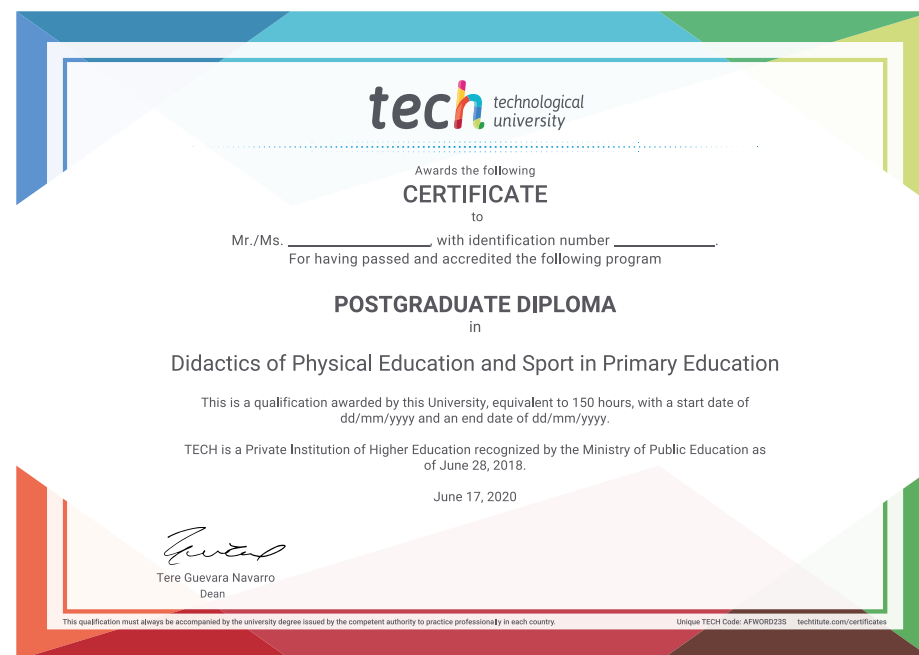 tech technological
university
Awards the following
CERTIFICATE
to
Mr./Ms. ____________________, with identification number ______________.
For having passed and accredited the following program
POSTGRADUATE DIPLOMA
in
Didactics of Physical Education and Sport in Primary Education
This is a qualification awarded by this University, equivalent to 150 hours, with a start date of
dd/mm/yyyy and an end date of dd/mm/yyyy.
TECH is a Private Institution of Higher Education recognized by the Ministry of Public Education as
of June 28, 2018.
June 17, 2020
Tere Guevara Navarro
Dean
This qualification must always be accompanied by the university degree issued by the competent authority to practice professionally in each country. Unique TECH Code: AFWORD23S techtitute.com/certificates